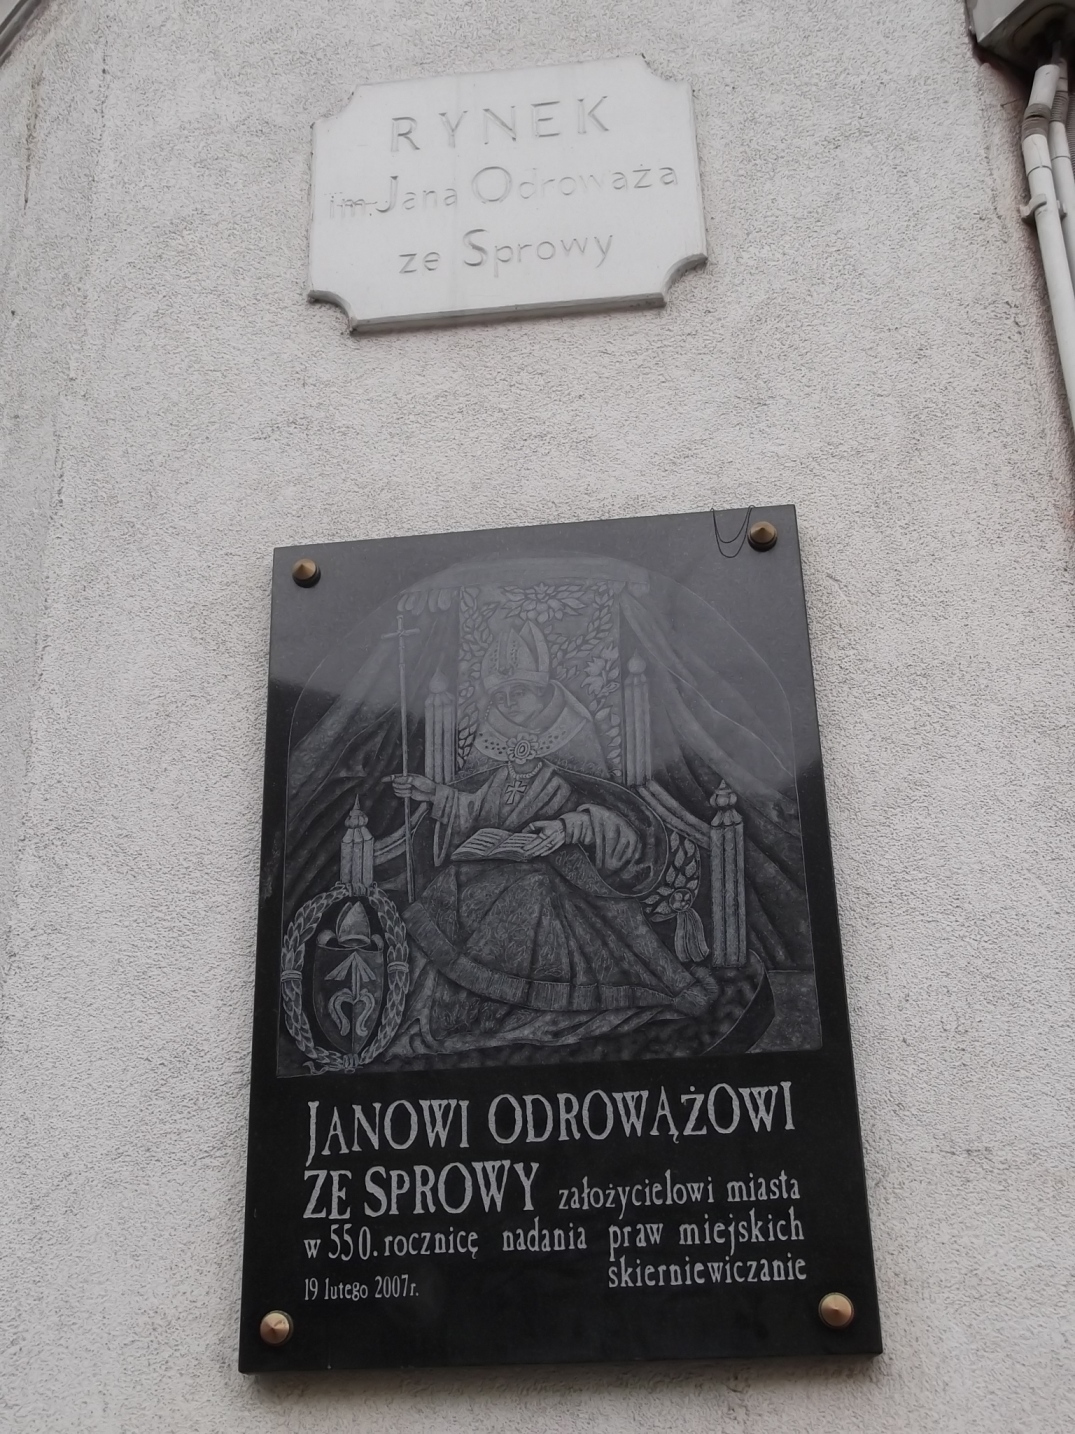 RYNEK
im. Jana Odroważa
ze Sprowy
JANOWI ODROWĄŻOWI
ZE SPROWY założycielowi miasta
w 550. rocznicę nadania praw miejskich
skierniewiczanie
19 lutego 2007r.